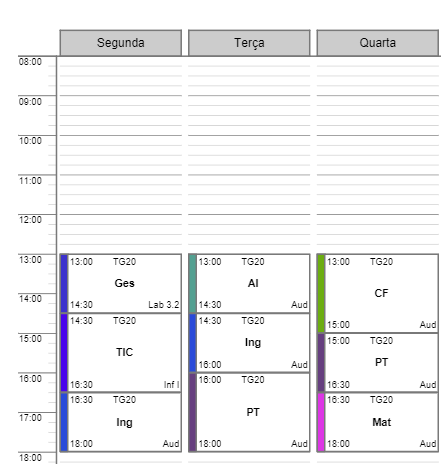 Segunda Terça Quarta
08:00
09:00
10:00
11:00
12:00
13:00
14:00
15:00
16:00
17:00
18:00
13:00 TG20
Ges
14:30 Lab 3.2
14:30 TG20
TIC
16:30 Inf I
16:30 TG20
Ing
18:00 Aud
13:00 TG20
AI
14:30 Aud
14:30 TG20
Ing
16:00 Aud
16:00 TG20
PT
18:00 Aud
13:00 TG20
CF
15:00 Aud
15:00 TG20
PT
16:30 Aud
16:30 TG20
Mat
18:00 Aud